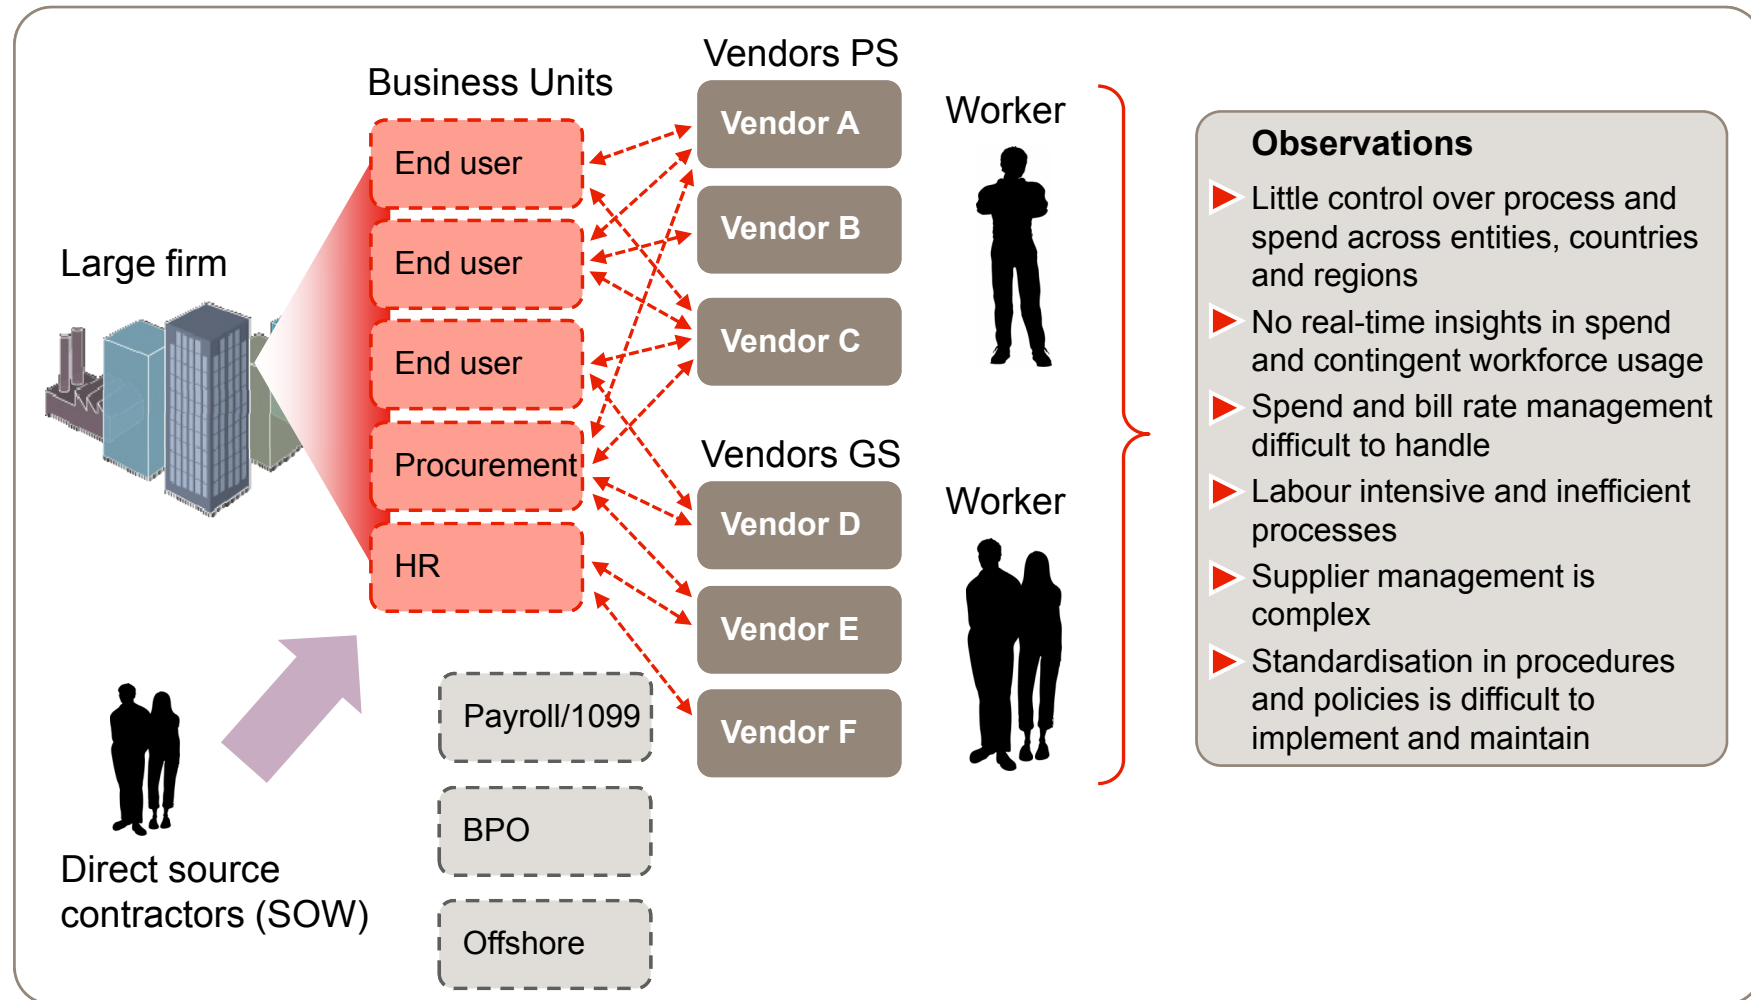 Large firm
Business Units
End user
End user
End user
Procurement
HR
Vendors PS
Vendor A
Vendor B
Vendor C
Vendors GS
Vendor D
Vendor E
Vendor F
Worker
Worker
Payroll/1099
BPO
Offshore
Direct source
contractors (SOW)
Observations
Little control over process and
spend across entities, countries
and regions
No real-time insights in spend
and contingent workforce usage
Spend and bill rate management
difficult to handle
Labour intensive and inefficient
processes
Supplier management is
complex
Standardisation in procedures
and policies is difficult to
implement and maintain